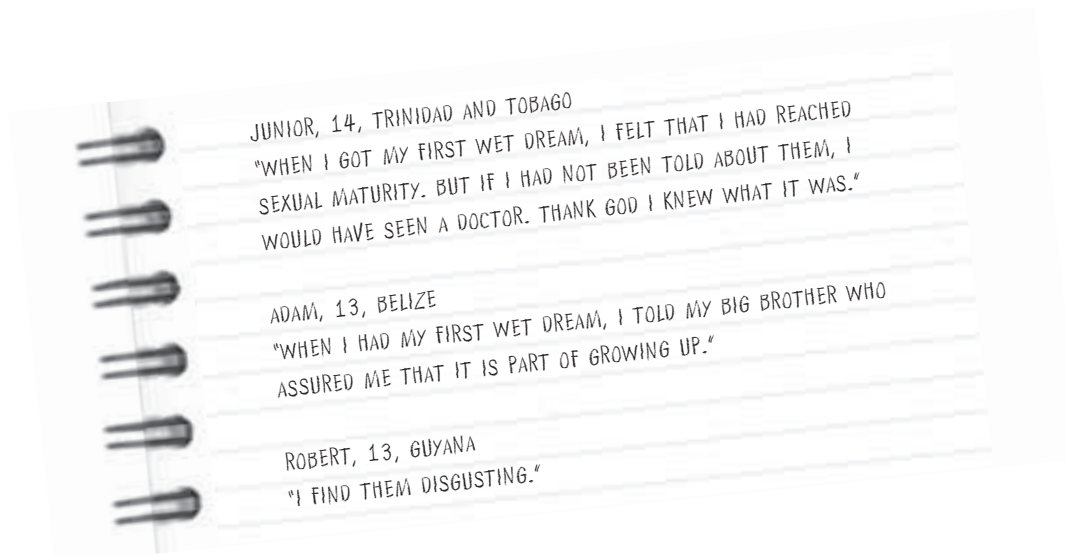 JUNIOR, 14, TRINIDAD AND TOBAGO
"WHEN I GOT MY FIRST WET DREAM, I FELT THAT I HAD REACHED
SEXUAL MATURITY. BUT IF I HAD NOT BEEN TOLD ABOUT THEM, I
WOULD HAVE SEEN A DOCTOR. THANK GOD I KNEW WHAT IT WAS."
ADAM, 13, BELIZE
"WHEN I HAD MY FIRST WET DREAM, I TOLD MY BIG BROTHER WHO
ASSURED ME THAT IT IS PART OF GROWING UP."
ROBERT, 13, GUYANA
"I FIND THEM DISGUSTING."